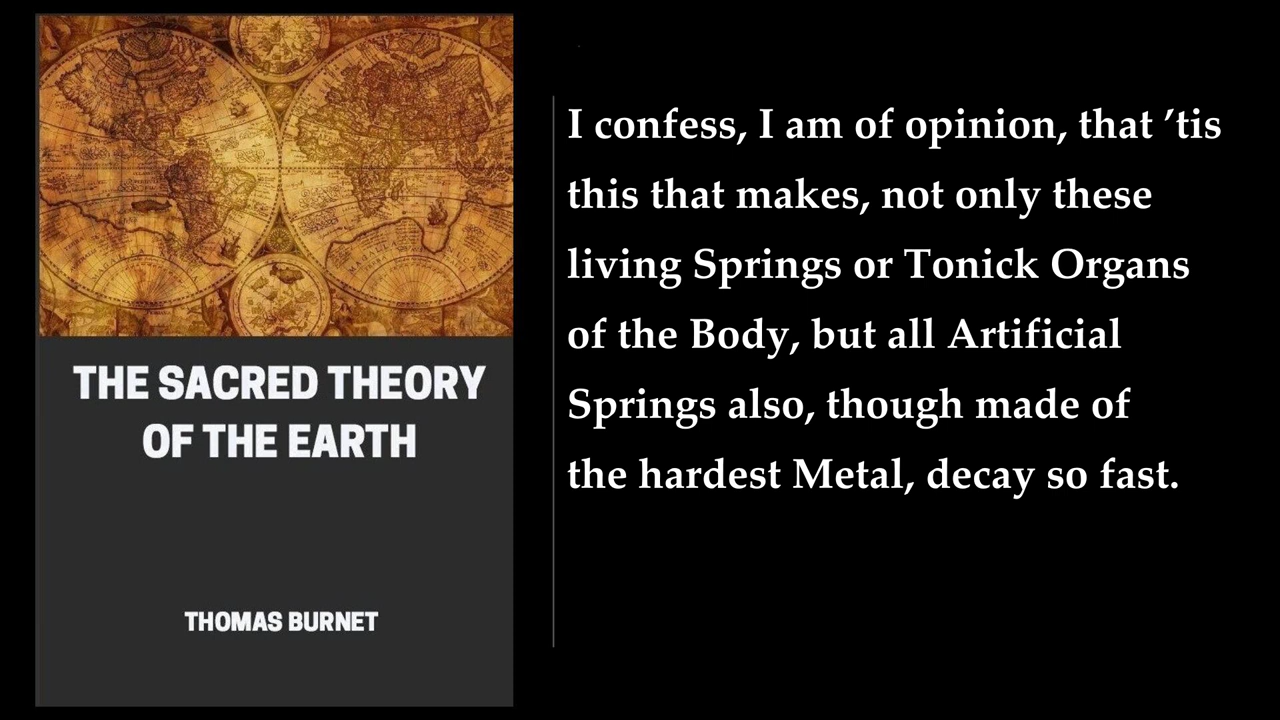 THE SACRED THEORY
OF THE EARTH
THOMAS BURNET
I confess, I am of opinion, that ’tis
this that makes, not only these
living Springs or Tonick Organs
of the Body, but all Artificial
Springs also, though made of
the hardest Metal, decay so fast.